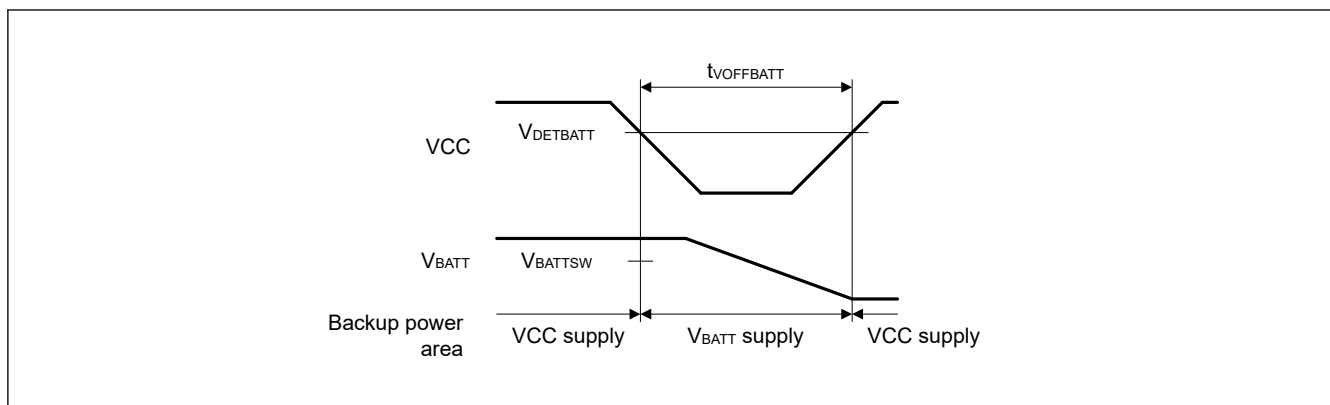 tVOFFBATT
VCC
VDETBATT
VBATT
VBATTSW
Backup power
area
VCC supply
VBATT supply
VCC supply